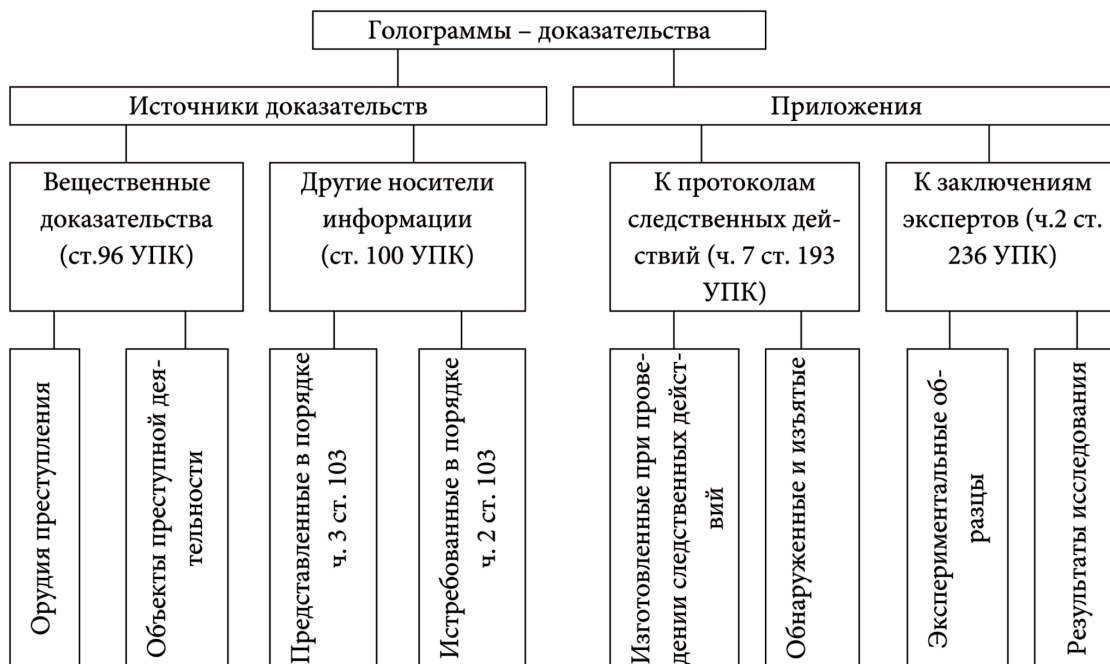 Голограммы – доказательства
Источники доказательств
Приложения
Вещественные
доказательства
(ст.96 УПК)
Другие носители
информации
(ст. 100 УПК)
К протоколам
следственных дей-
ствий (ч. 7 ст. 193
УПК)
К заключениям
экспертов (ч.2 ст.
236 УПК)
Орудия преступления
Объекты преступной дея-
тельности
Представленные в порядке
ч. 3 ст. 103
Истребованные в порядке
ч. 2 ст. 103
Изготовленные при прове-
дении следственных дейст-
вий
Обнаруженные и изъятые
Экспериментальные об-
разцы
Результаты исследования